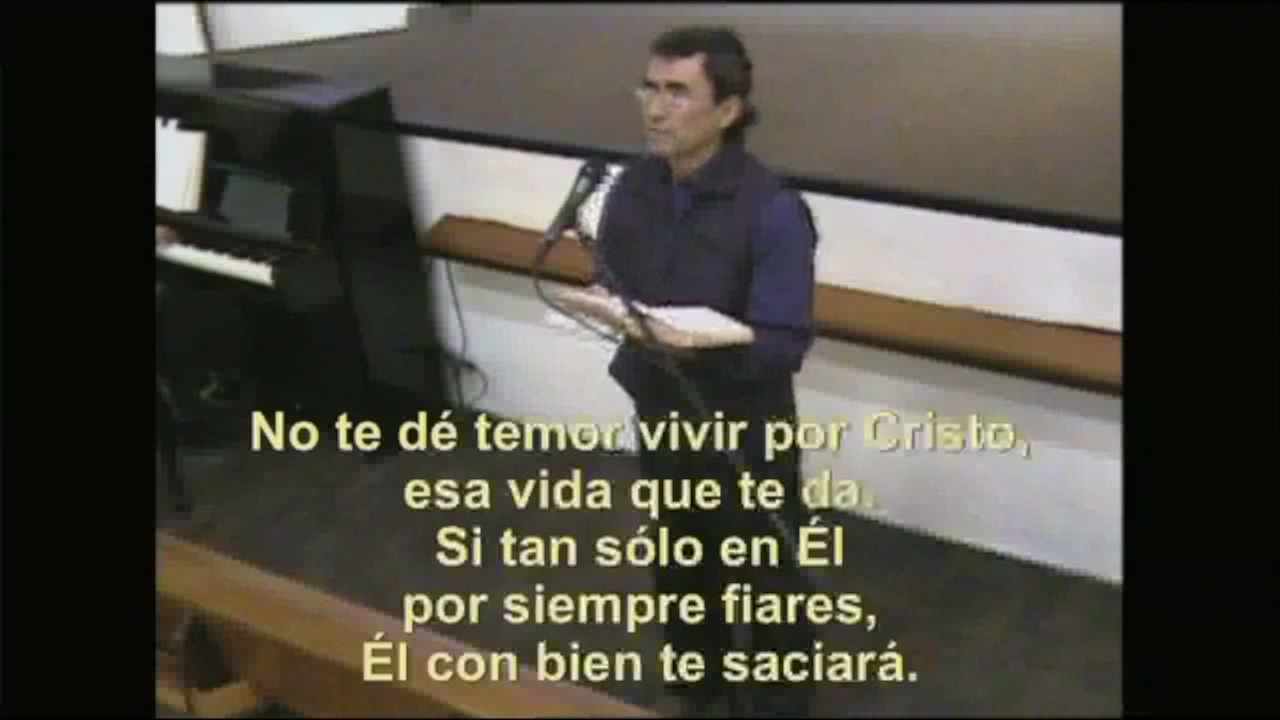 No te dé temor vivir por Cristo,
esa vida que te da.
Si tan sólo en Él
por siempre fiares,
Él con bien te saciará.